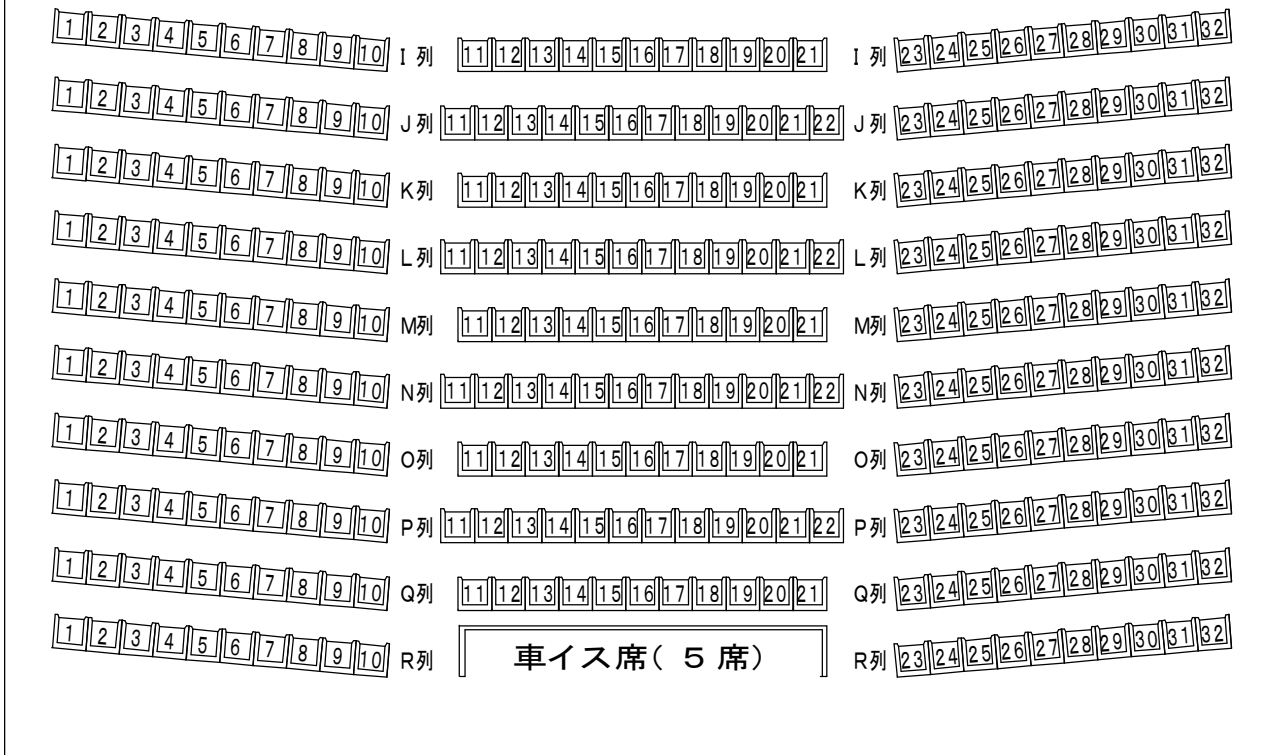 1 2 3 4 5 6 7 8 9 10 I列 11 12 13 14 15 16 17 18 19 20 21 I列 23 24 25 26 27 28 29 30 31 32
1 2 3 4 5 6 7 8 9 10 J列 11 12 13 14 15 16 17 18 19 20 21 22 J列 23 24 25 26 27 28 29 30 31 32
1 2 3 4 5 6 7 8 9 10 K列 11 12 13 14 15 16 17 18 19 20 21 K列 23 24 25 26 27 28 29 30 31 32
1 2 3 4 5 6 7 8 9 10 L列 11 12 13 14 15 16 17 18 19 20 21 22 L列 23 24 25 26 27 28 29 30 31 32
1 2 3 4 5 6 7 8 9 10 M列 11 12 13 14 15 16 17 18 19 20 21 M列 23 24 25 26 27 28 29 30 31 32
1 2 3 4 5 6 7 8 9 10 N列 11 12 13 14 15 16 17 18 19 20 21 22 N列 23 24 25 26 27 28 29 30 31 32
1 2 3 4 5 6 7 8 9 10 O列 11 12 13 14 15 16 17 18 19 20 21 O列 23 24 25 26 27 28 29 30 31 32
1 2 3 4 5 6 7 8 9 10 P列 11 12 13 14 15 16 17 18 19 20 21 22 P列 23 24 25 26 27 28 29 30 31 32
1 2 3 4 5 6 7 8 9 10 Q列 11 12 13 14 15 16 17 18 19 20 21 Q列 23 24 25 26 27 28 29 30 31 32
1 2 3 4 5 6 7 8 9 10 R列 車イス席(５席) R列 23 24 25 26 27 28 29 30 31 32